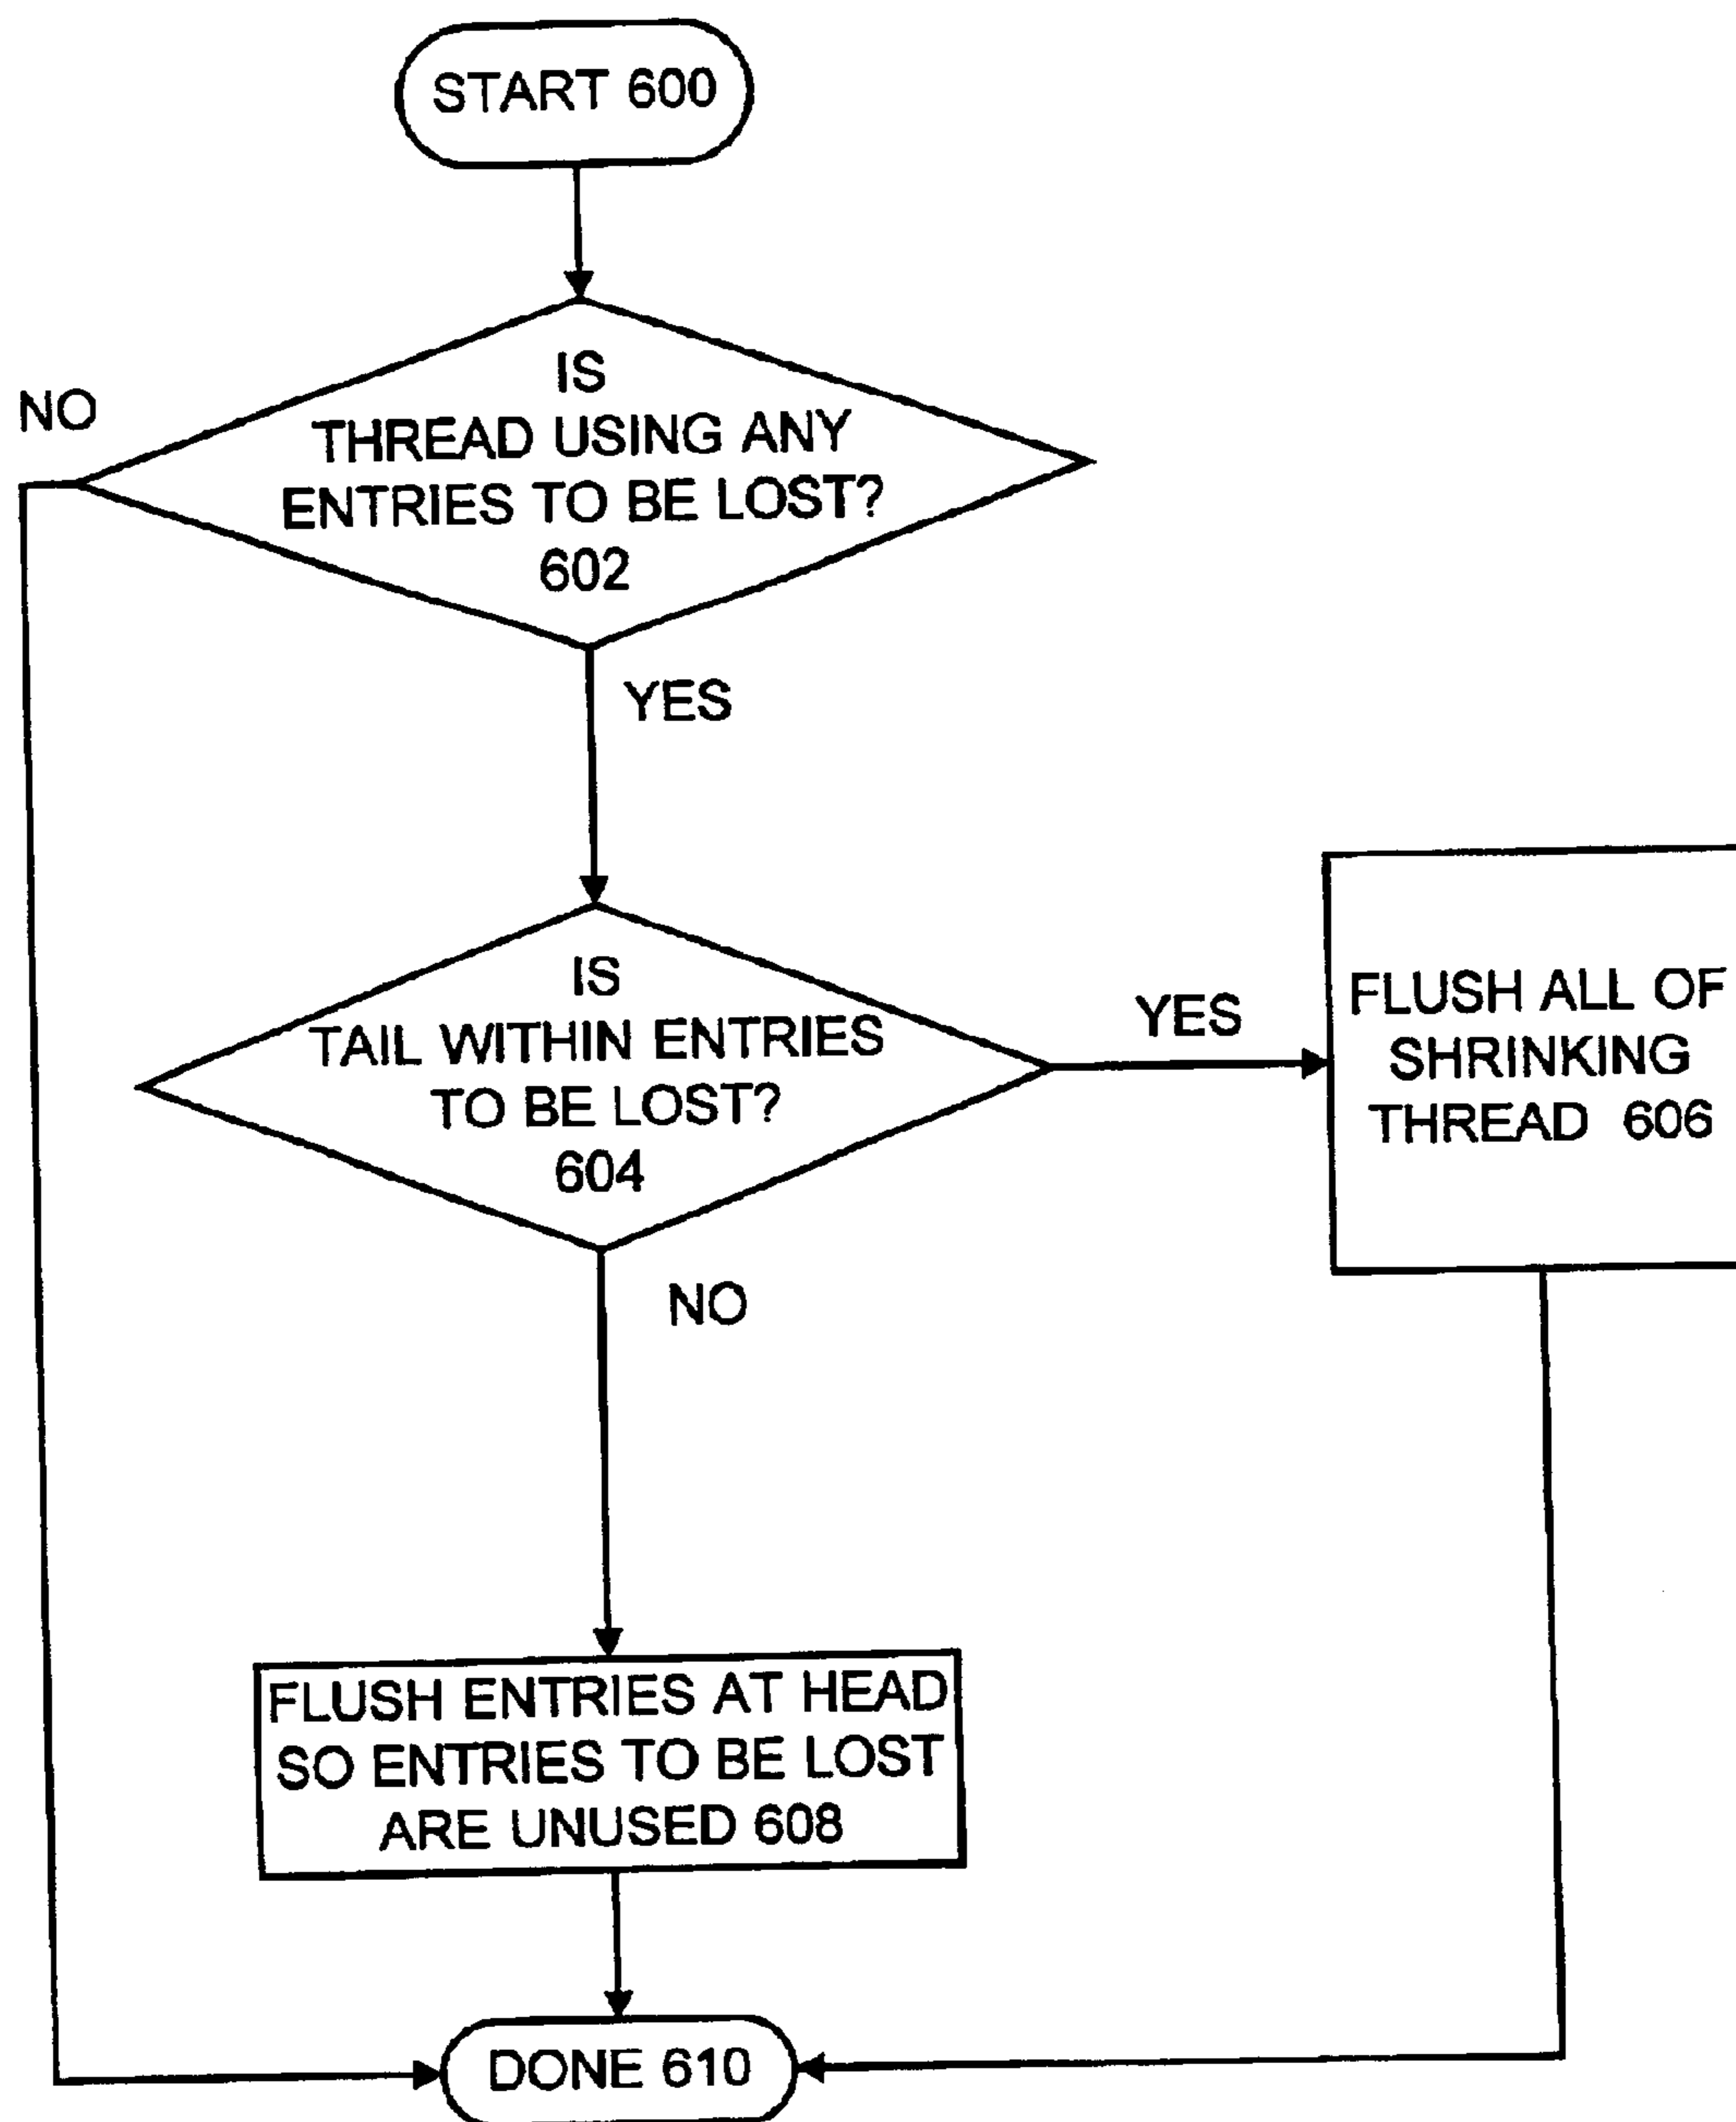 START 600
NO
IS
THREAD USING ANY
ENTRIES TO BE LOST?
602
YES
IS
TAIL WITHIN ENTRIES
TO BE LOST?
604
YES
FLUSH ALL OF
SHRINKING
THREAD 606
NO
FLUSH ENTRIES AT HEAD
SO ENTRIES TO BE LOST
ARE UNUSED 608
DONE 610